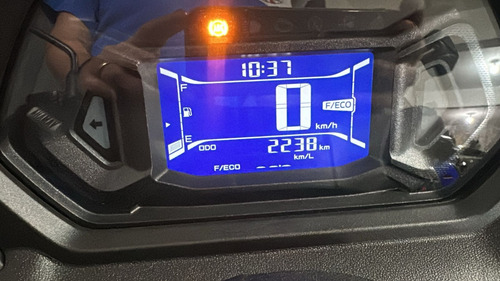 10:37
F
0
F/ECO
km/h
E
ODO 2238 km
km/L
F/ECO